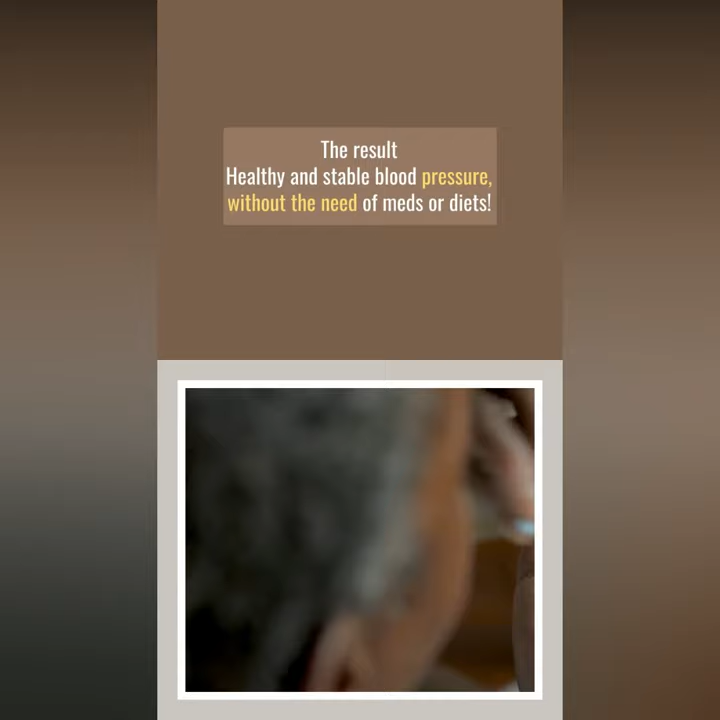 The result
Healthy and stable blood pressure,
without the need of meds or diets!